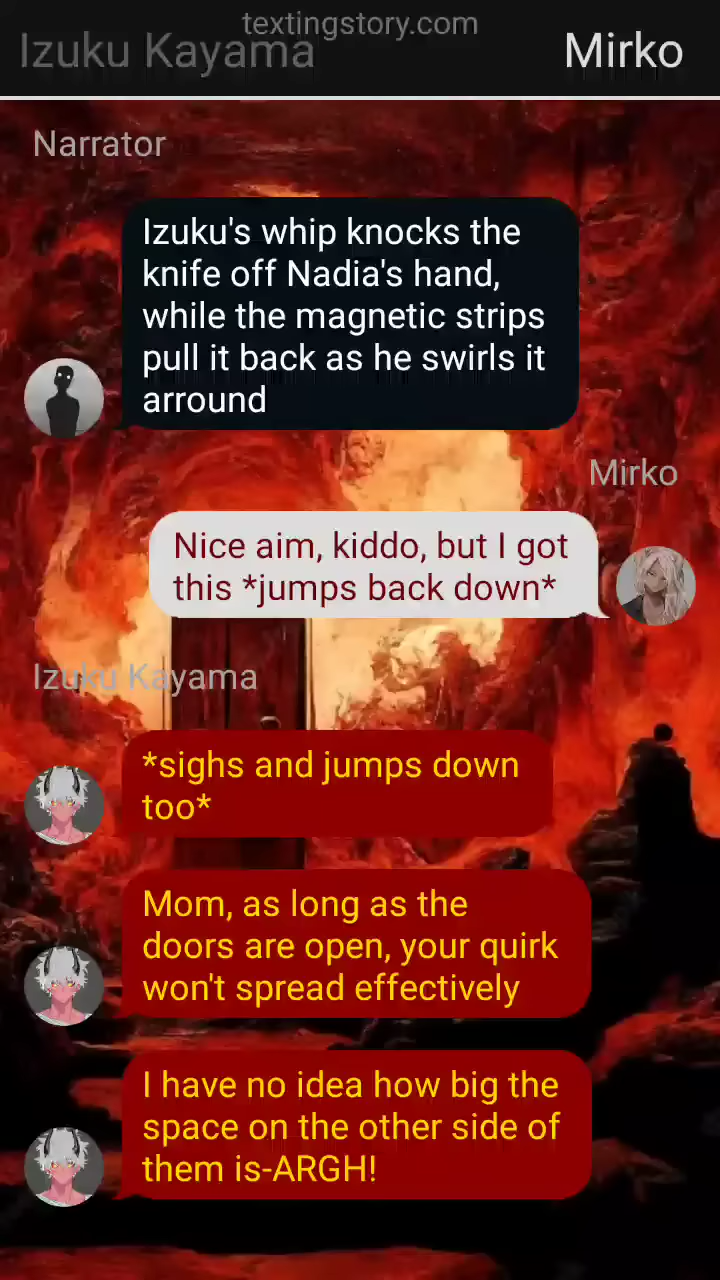 textingstory.com
Izuku Kayama
Mirko
Narrator
Izuku's whip knocks the
knife off Nadia's hand,
while the magnetic strips
pull it back as he swirls it
arround
Mirko
Nice aim, kiddo, but I got
this *jumps back down*
Izuku Kayama
*sighs and jumps down
too*
Mom, as long as the
doors are open, your quirk
won't spread effectively
I have no idea how big the
space on the other side of
them is-ARGH!